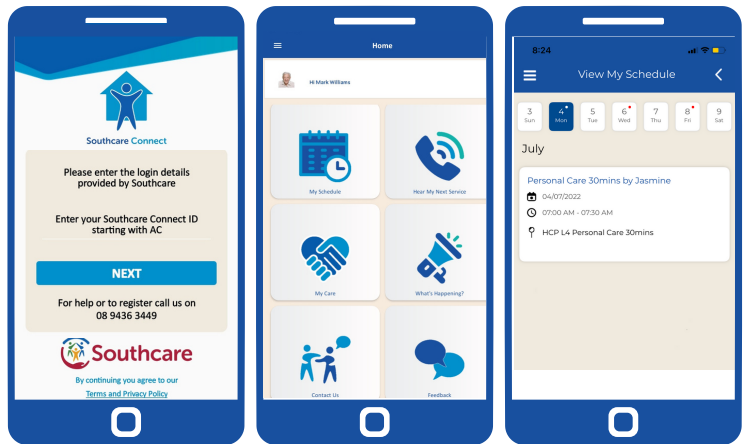 Southcare Connect
Please enter the login details
provided by Southcare
Enter your Southcare Connect ID
starting with AC
NEXT
For help or to register call us on
08 9436 3449
Southcare
By continuing you agree to our
Terms and Privacy Policy
Home
Hi Mark Williams
My Schedule
Hear My Next Service
My Care
What's Happening?
Contact Us
Feedback
8:24
View My Schedule
3 4 5 6 7 8 9
Sun Mon Tue Wed Thu Fri Sat
July
Personal Care 30mins by Jasmine
04/07/2022
07:00 AM - 07:30 AM
HCP L4 Personal Care 30mins